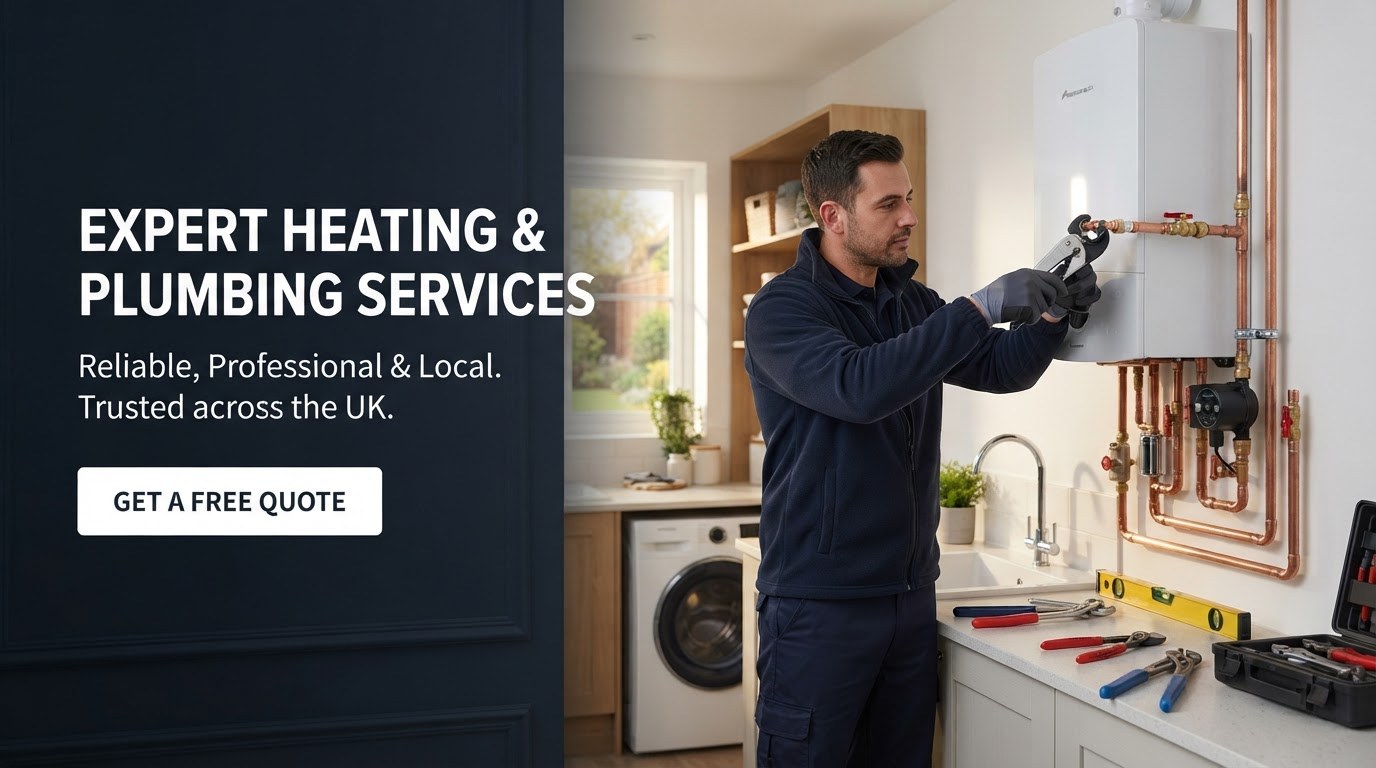 EXPERT HEATING &
PLUMBING SERVICES
Reliable, Professional & Local.
Trusted across the UK.
GET A FREE QUOTE